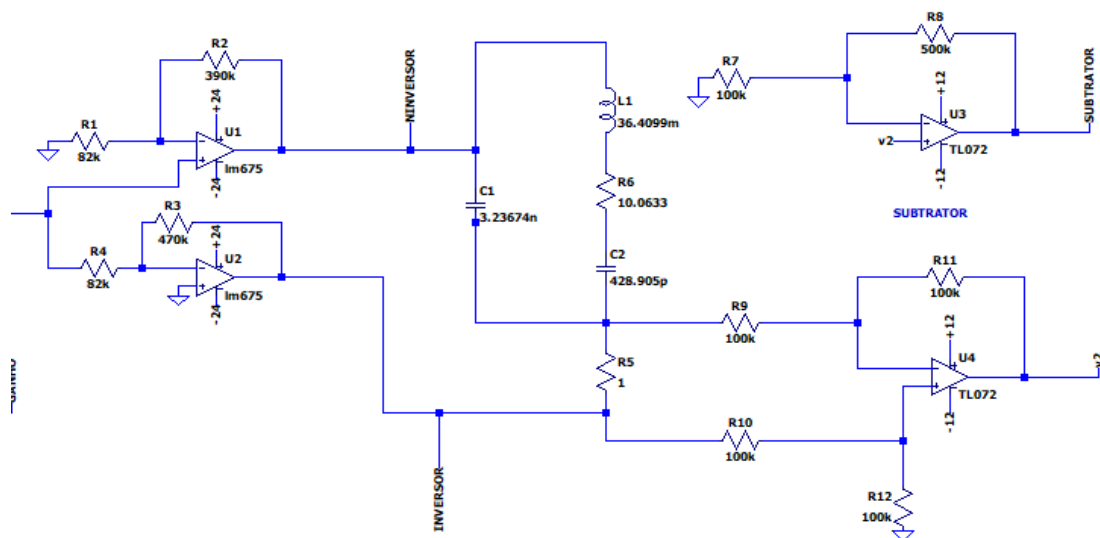 R2
390k
+24
U1
R1
82k
lm675
-24
R3
470k
+24
U2
R4
82k
lm675
-24
NINVERSOR
L1
36.4099m
R6
10.0633
C1
3.23674n
C2
428.905p
R5
1
INVERSOR
R8
500k
R7
100k
+12
U3
v2
TL072
-12
SUBTRATOR
SUBTRATOR
R11
100k
R9
100k
+12
U4
TL072
-12
v2
R10
100k
R12
100k